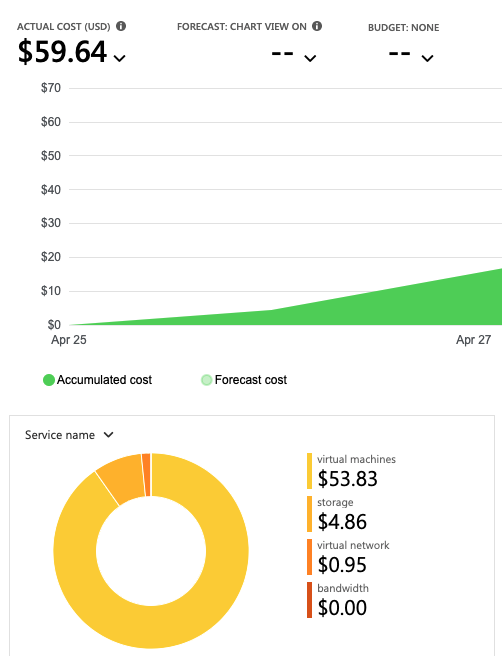 ACTUAL COST (USD) FORECAST: CHART VIEW ON BUDGET: NONE
$59.64 -- --
$70
$60
$50
$40
$30
$20
$10
$0
Apr 25 Apr 27
Accumulated cost Forecast cost
Service name
virtual machines
$53.83
storage
$4.86
virtual network
$0.95
bandwidth
$0.00